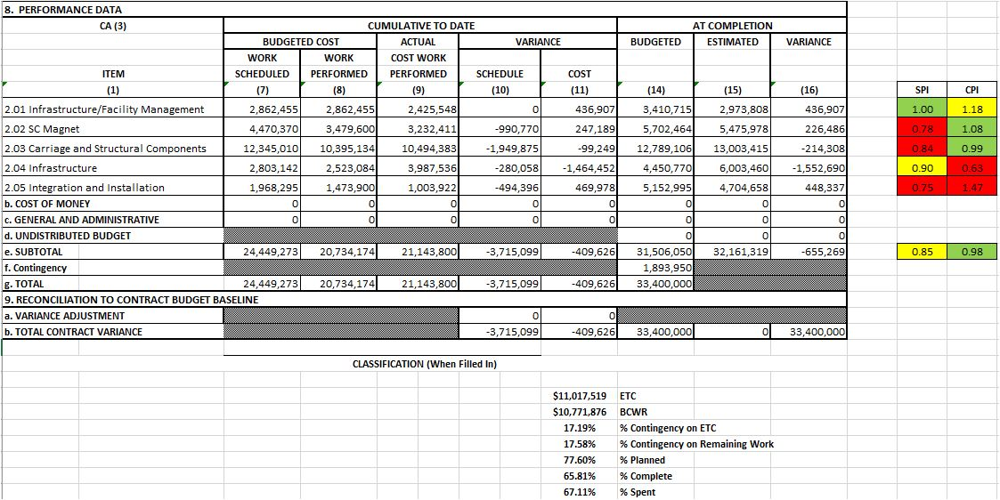 8. PERFORMANCE DATA
CA (3) CUMULATIVE TO DATE AT COMPLETION
BUDGETED COST ACTUAL VARIANCE BUDGETED ESTIMATED VARIANCE
WORK WORK COST WORK
ITEM SCHEDULED PERFORMED PERFORMED SCHEDULE COST
(1) (7) (8) (9) (10) (11) (14) (15) (16) SPI CPI
2.01 Infrastructure/Facility Management 2,862,455 2,862,455 2,425,548 0 436,907 3,410,715 2,973,808 436,907 1.00 1.18
2.02 SC Magnet 4,470,370 3,479,600 3,232,411 -990,770 247,189 5,702,464 5,475,978 226,486 0.78 1.08
2.03 Carriage and Structural Components 12,345,010 10,395,134 10,494,383 -1,949,875 -99,249 12,789,106 13,003,415 -214,308 0.84 0.99
2.04 Infrastructure 2,803,142 2,523,084 3,987,536 -280,058 -1,464,452 4,450,770 6,003,460 -1,552,690 0.90 0.63
2.05 Integration and Installation 1,968,295 1,473,900 1,003,922 -494,396 469,978 5,152,995 4,704,658 448,337 0.75 1.47
b. COST OF MONEY 0 0 0 0 0 0 0 0
c. GENERAL AND ADMINISTRATIVE 0 0 0 0 0 0 0 0
d. UNDISTRIBUTED BUDGET 0 0 0
e. SUBTOTAL 24,449,273 20,734,174 21,143,800 -3,715,099 -409,626 31,506,050 32,161,319 -655,269 0.85 0.98
f. Contingency 1,893,950
g. TOTAL 24,449,273 20,734,174 21,143,800 -3,715,099 -409,626 33,400,000
9. RECONCILIATION TO CONTRACT BUDGET BASELINE
a. VARIANCE ADJUSTMENT 0 0
b. TOTAL CONTRACT VARIANCE -3,715,099 -409,626 33,400,000 0 33,400,000
CLASSIFICATION (When Filled In)
$11,017,519 ETC
$10,771,876 BCWR
17.19% % Contingency on ETC
17.58% % Contingency on Remaining Work
77.60% % Planned
65.81% % Complete
67.11% % Spent